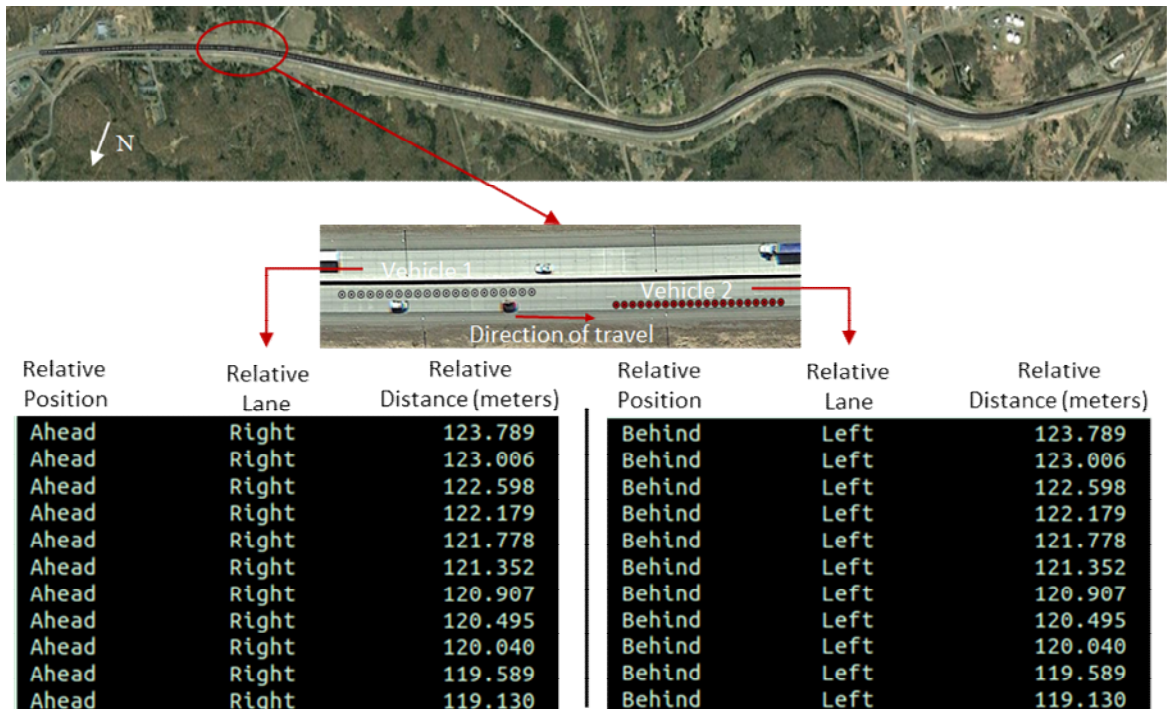 N
Vehicle 1
Vehicle 2
Direction of travel
Relative Position
Relative Lane
Relative Distance (meters)
Relative Position
Relative Lane
Relative Distance (meters)
Ahead Right 123.789
Ahead Right 123.006
Ahead Right 122.598
Ahead Right 122.179
Ahead Right 121.778
Ahead Right 121.352
Ahead Right 120.907
Ahead Right 120.495
Ahead Right 120.040
Ahead Right 119.589
Ahead Right 119.130
Behind Left 123.789
Behind Left 123.006
Behind Left 122.598
Behind Left 122.179
Behind Left 121.778
Behind Left 121.352
Behind Left 120.907
Behind Left 120.495
Behind Left 120.040
Behind Left 119.589
Behind Left 119.130